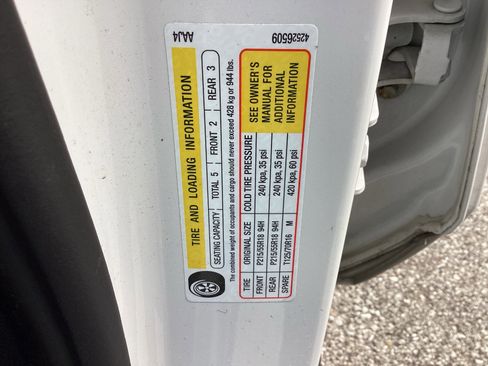 AAJ4
42526509
TIRE AND LOADING INFORMATION
SEATING CAPACITY TOTAL 5 FRONT 2 REAR 3
The combined weight of occupants and cargo should never exceed 428 kg or 944 lbs.
TIRE ORIGINAL SIZE COLD TIRE PRESSURE
FRONT P215/55R18 94H 240 kpa, 35 psi
REAR P215/55R18 94H 240 kpa, 35 psi
SPARE T125/70R16 M 420 kpa, 60 psi
SEE OWNER'S
MANUAL FOR
ADDITIONAL
INFORMATION